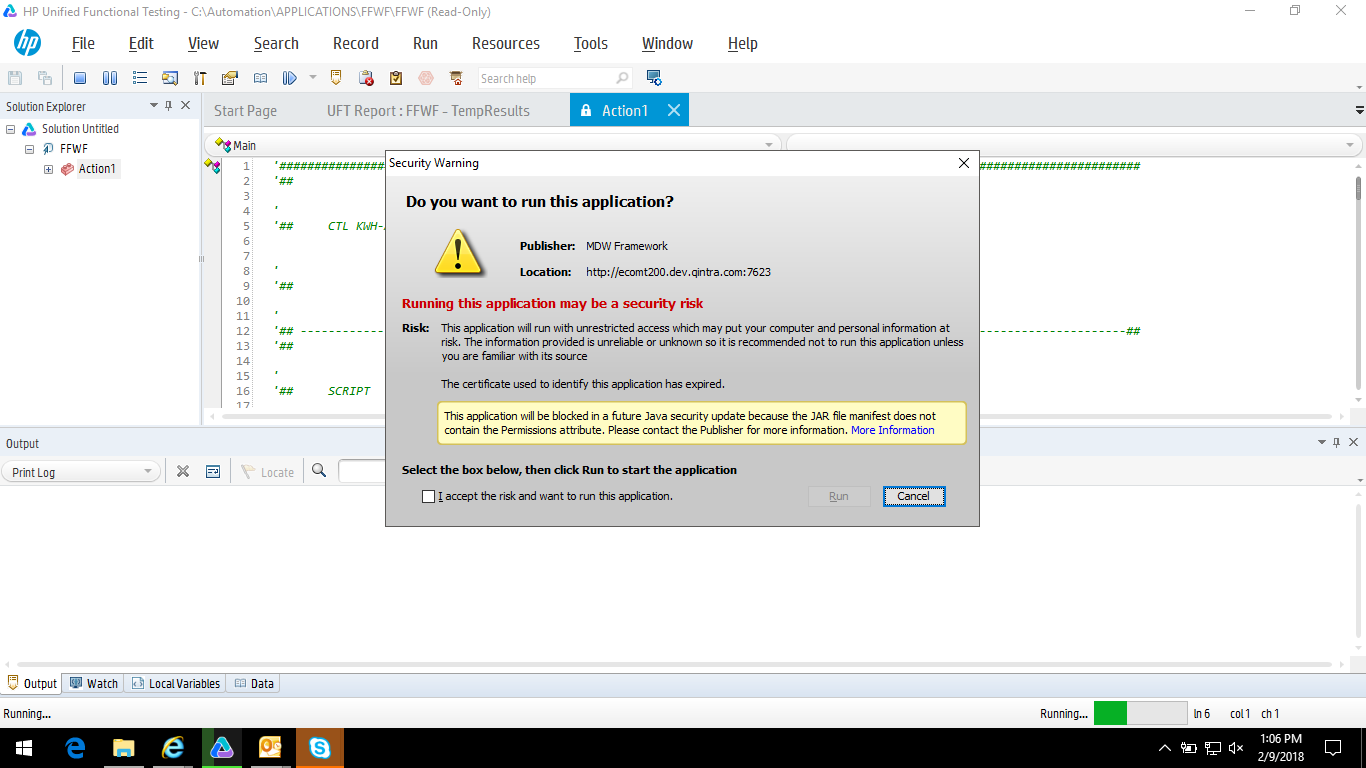 HP Unified Functional Testing - C:\Automation\APPLICATIONS\FFWF\FFWF (Read-Only)
hp
File Edit View Search Record Run Resources Tools Window Help
Search help
Solution Explorer
Start Page
UFT Report : FFWF - TempResults
Action1
Solution Untitled
FFWF
Action1
Main
1 '##################
##########################
2 '##
3
4 '
5 '## CTL KWH-
6
7
8 '
9 '##
10
11 '
12 '## ------------
---------------------##
13 '##
14
15 '
16 '## SCRIPT
17
Security Warning
Do you want to run this application?
Publisher: MDW Framework
Location: http://ecomt200.dev.qintra.com:7623
Running this application may be a security risk
Risk: This application will run with unrestricted access which may put your computer and personal information at
risk. The information provided is unreliable or unknown so it is recommended not to run this application unless
you are familiar with its source
The certificate used to identify this application has expired.
This application will be blocked in a future Java security update because the JAR file manifest does not
contain the Permissions attribute. Please contact the Publisher for more information. More Information
Select the box below, then click Run to start the application
I accept the risk and want to run this application.
Run
Cancel
Output
Print Log
Locate
Output Watch Local Variables Data
Running...
Running...
ln 6 col 1 ch 1
1:06 PM
2/9/2018